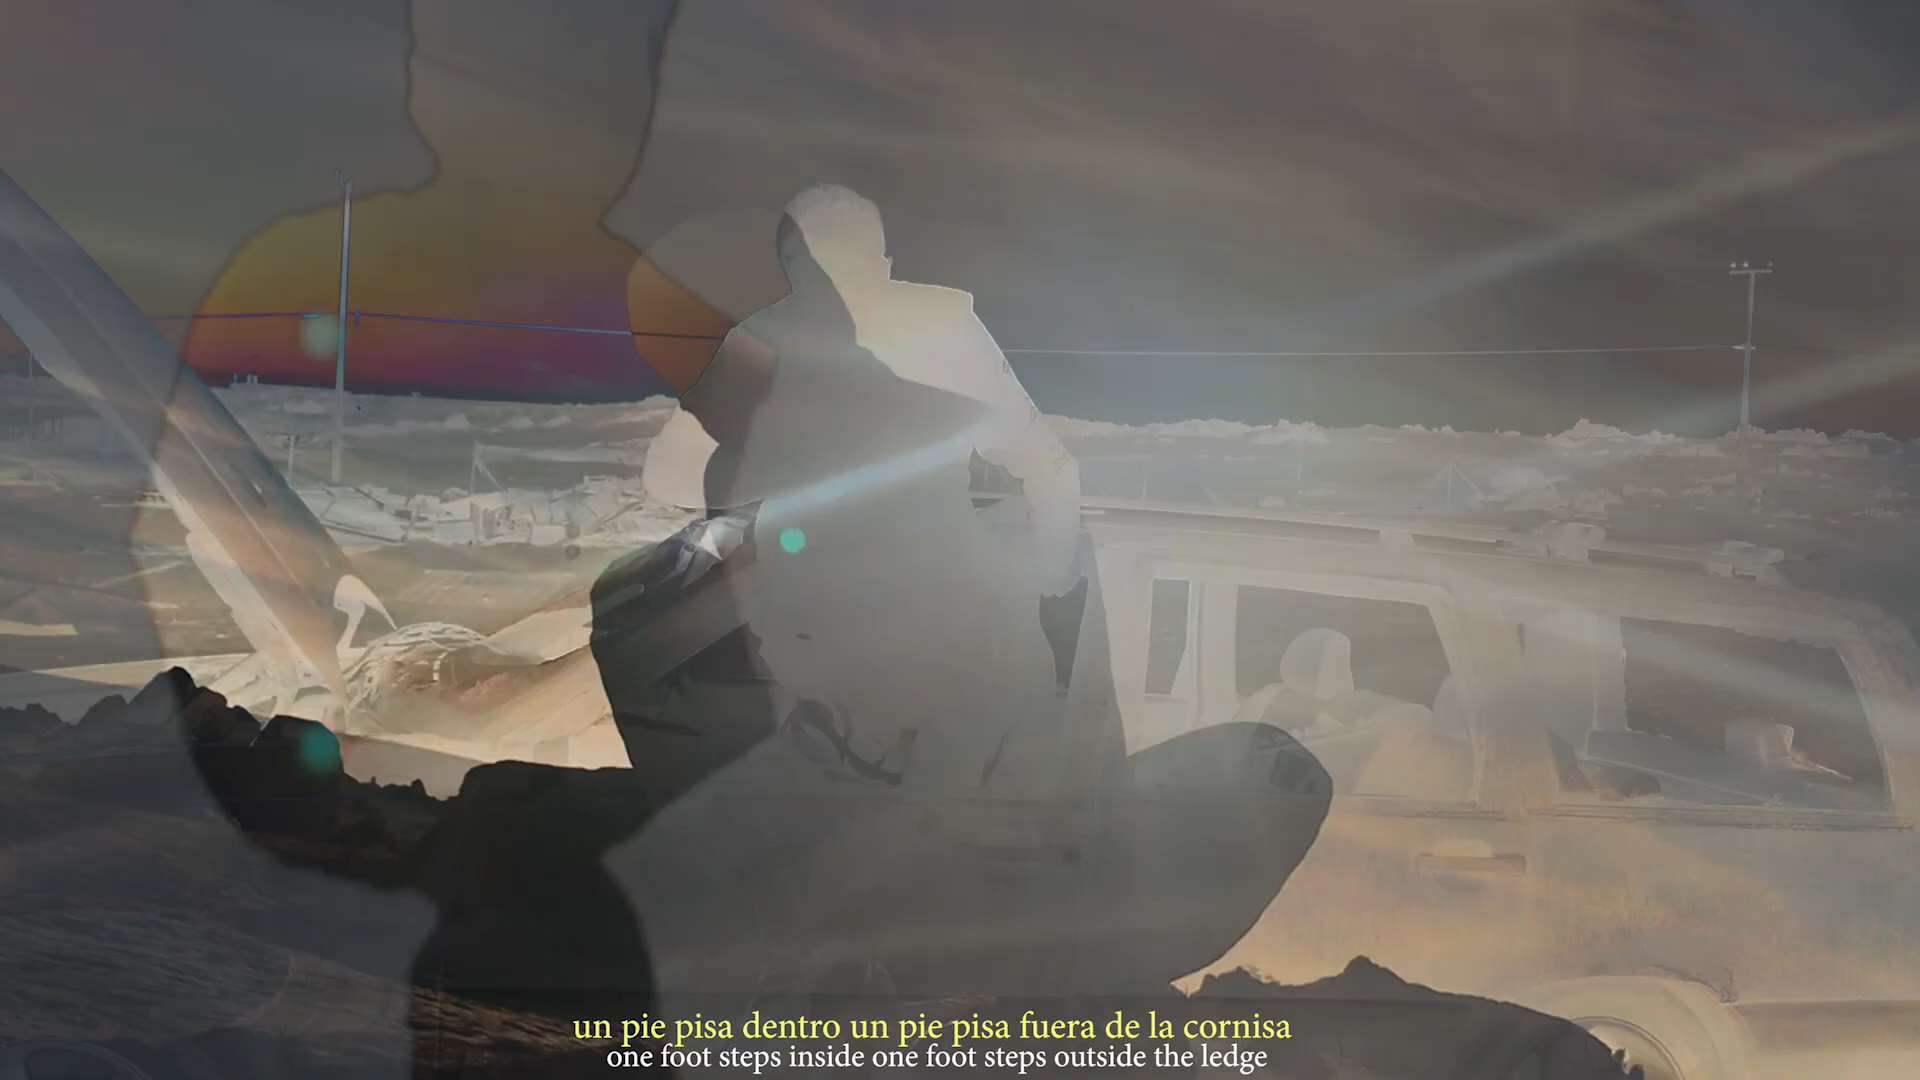 un pie pisa dentro un pie pisa fuera de la cornisa
one foot steps inside one foot steps outside the ledge